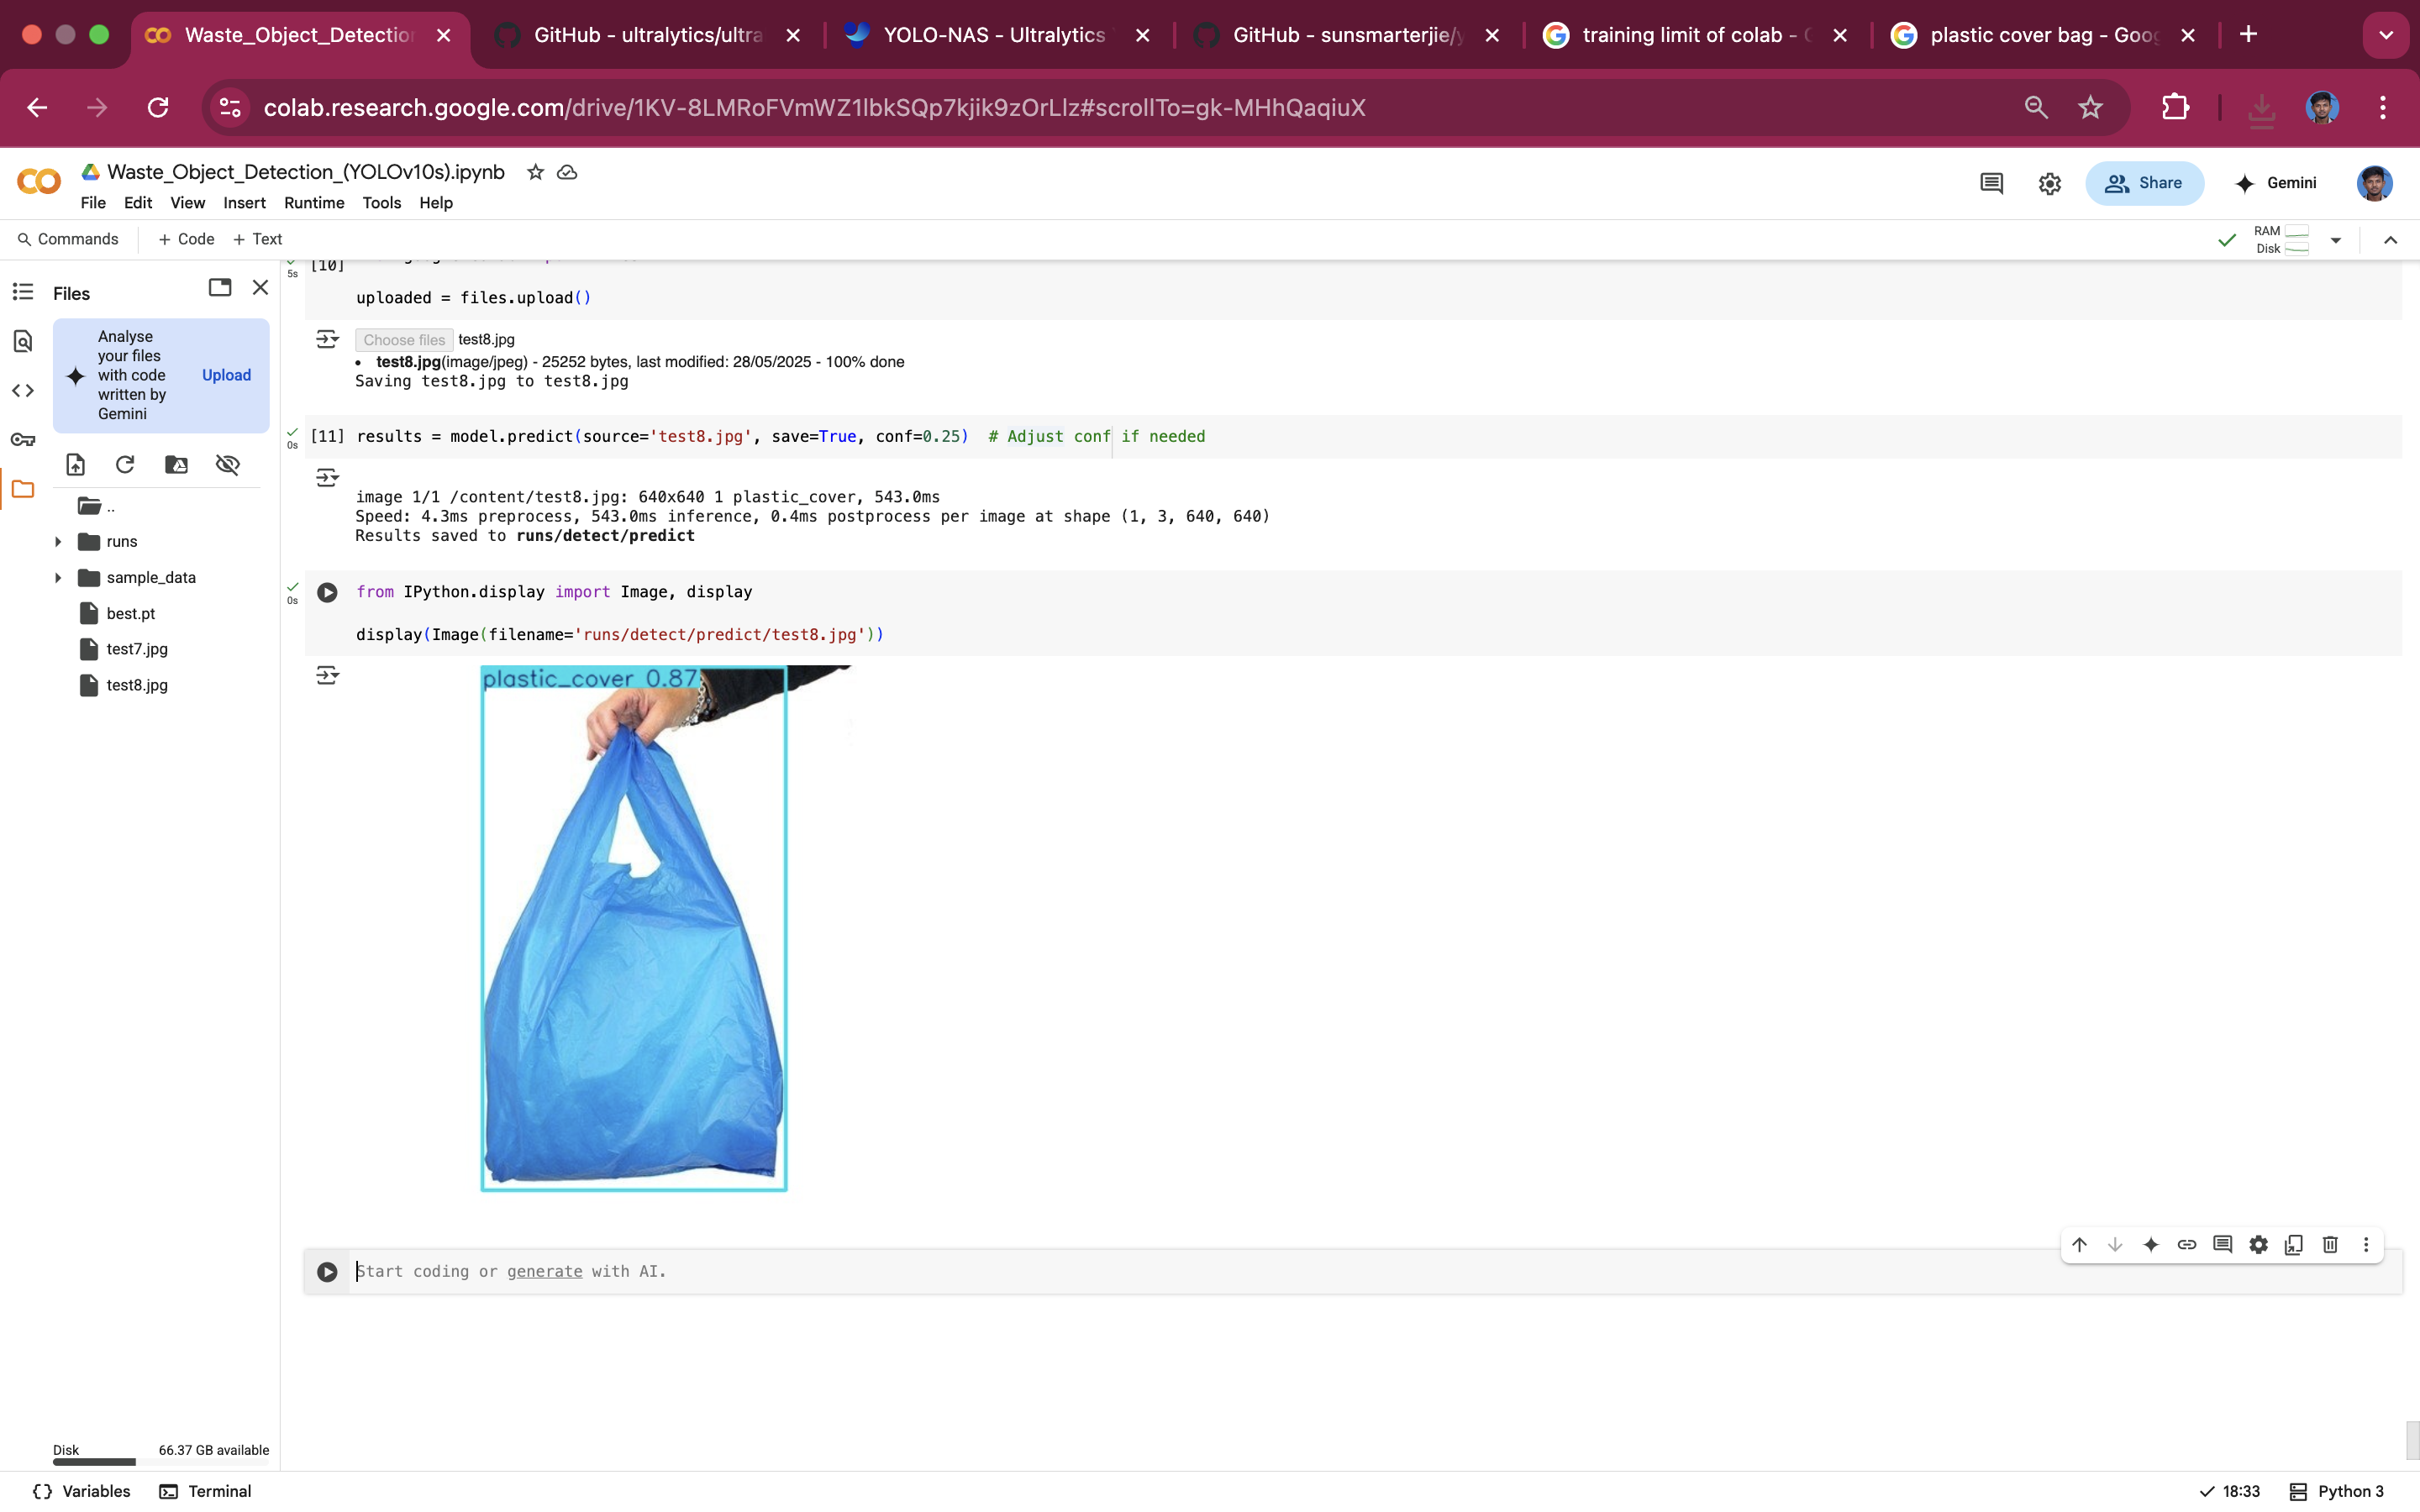 Waste_Object_Detection
GitHub - ultralytics/ultra
YOLO-NAS - Ultralytics
GitHub - sunsmarterjie/y
training limit of colab -
plastic cover bag - Goog
colab.research.google.com/drive/1KV-8LMRoFVmWZ1lbkSQp7kjik9zOrLlz#scrollTo=gk-MHhQaqiuX
Waste_Object_Detection_(YOLOv10s).ipynb
File Edit View Insert Runtime Tools Help
Share
Gemini
Commands
+ Code + Text
RAM
Disk
Files
Analyse
your files
with code
written by
Gemini
Upload
..
runs
sample_data
best.pt
test7.jpg
test8.jpg
Disk 66.37 GB available
5s
[10]
uploaded = files.upload()
Choose files test8.jpg
• test8.jpg(image/jpeg) - 25252 bytes, last modified: 28/05/2025 - 100% done
Saving test8.jpg to test8.jpg
0s
[11] results = model.predict(source='test8.jpg', save=True, conf=0.25)  # Adjust conf if needed
image 1/1 /content/test8.jpg: 640x640 1 plastic_cover, 543.0ms
Speed: 4.3ms preprocess, 543.0ms inference, 0.4ms postprocess per image at shape (1, 3, 640, 640)
Results saved to runs/detect/predict
0s
from IPython.display import Image, display
display(Image(filename='runs/detect/predict/test8.jpg'))
plastic_cover 0.87
Start coding or generate with AI.
{} Variables
Terminal
18:33
Python 3